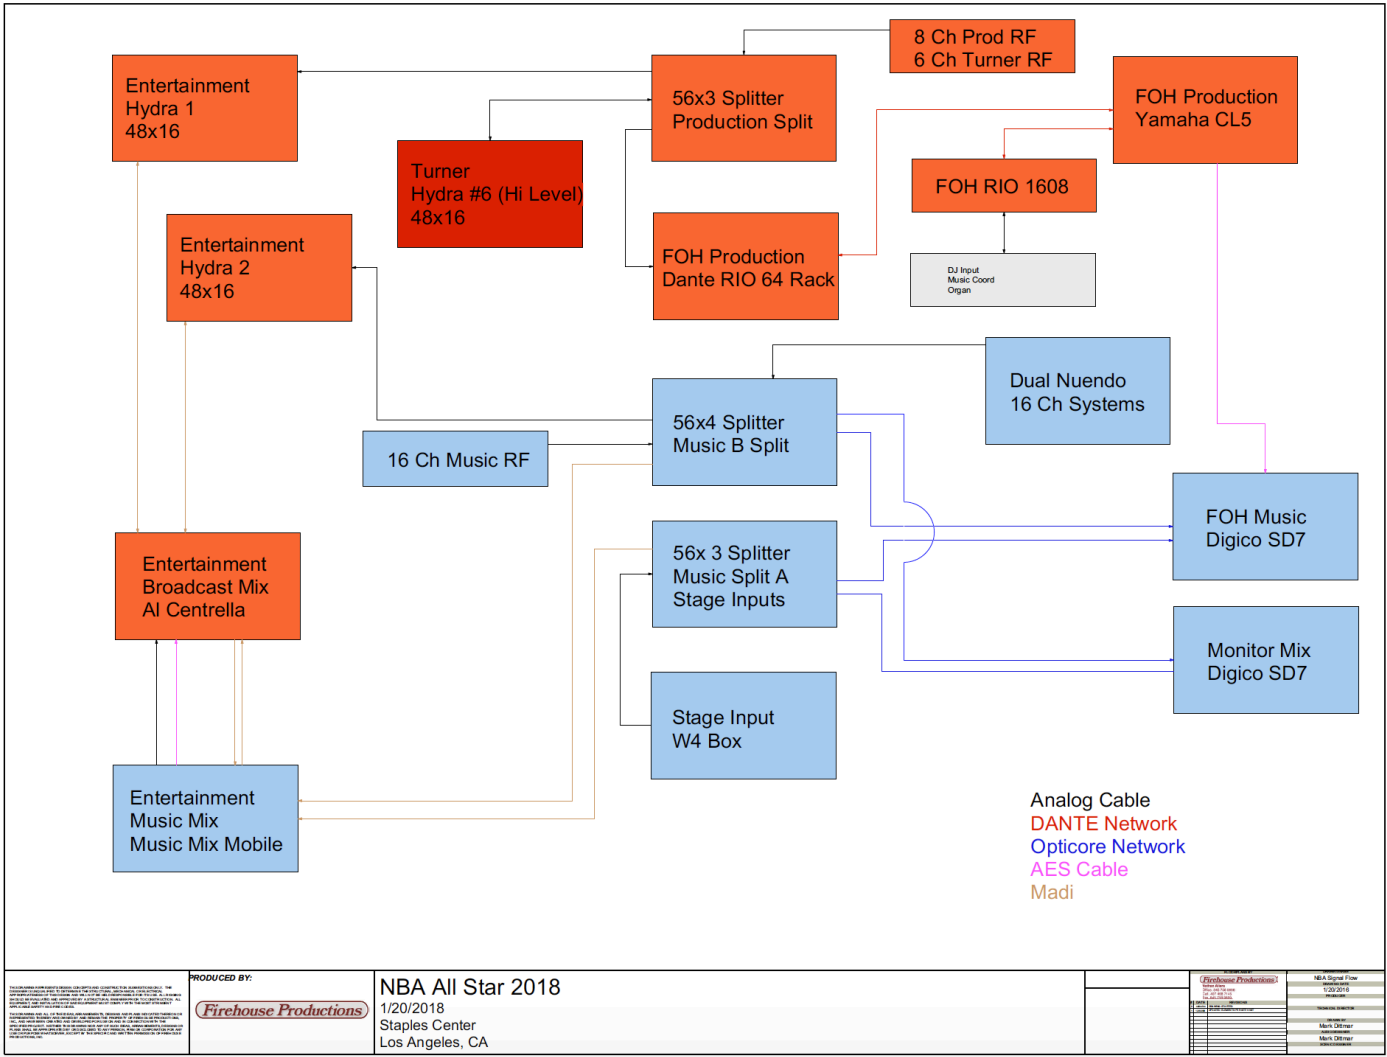 8 Ch Prod RF
6 Ch Turner RF
Entertainment
Hydra 1
48x16
56x3 Splitter
Production Split
FOH Production
Yamaha CL5
Turner
Hydra #6 (Hi Level)
48x16
FOH RIO 1608
Entertainment
Hydra 2
48x16
FOH Production
Dante RIO 64 Rack
DJ Input
Music Coord
Organ
Dual Nuendo
16 Ch Systems
56x4 Splitter
Music B Split
16 Ch Music RF
FOH Music
Digico SD7
56x 3 Splitter
Music Split A
Stage Inputs
Entertainment
Broadcast Mix
Al Centrella
Monitor Mix
Digico SD7
Stage Input
W4 Box
Entertainment
Music Mix
Music Mix Mobile
Analog Cable
DANTE Network
Opticore Network
AES Cable
Madi
PRODUCED BY:
Firehouse Productions
NBA All Star 2018
1/20/2018
Staples Center
Los Angeles, CA
Firehouse Productions
NBA Signal Flow
1/20/2018
Mark Dittmar
Mark Dittmar